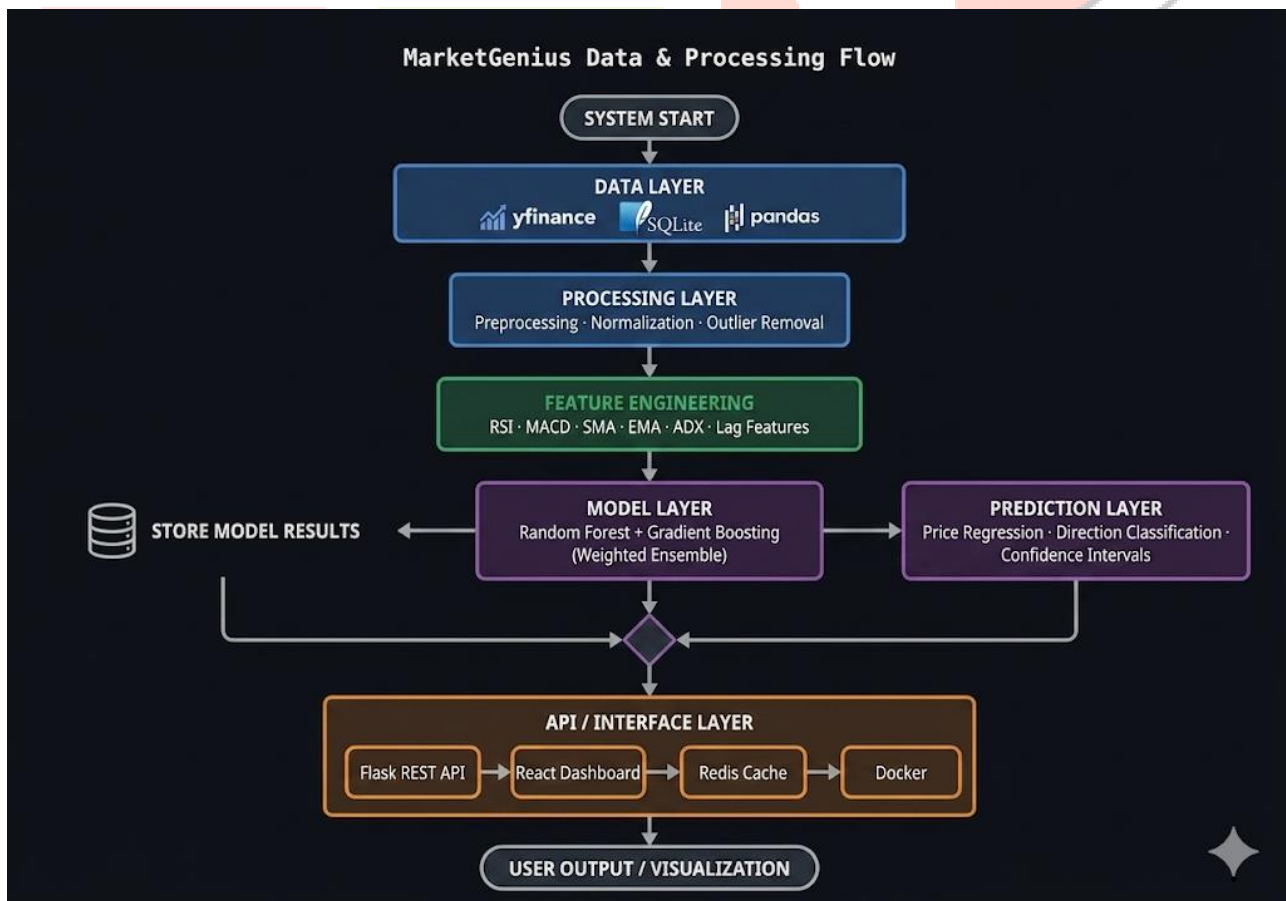 MarketGenius Data & Processing Flow
SYSTEM START
DATA LAYER
yfinance SQLite pandas
PROCESSING LAYER
Preprocessing · Normalization · Outlier Removal
FEATURE ENGINEERING
RSI · MACD · SMA · EMA · ADX · Lag Features
STORE MODEL RESULTS
MODEL LAYER
Random Forest + Gradient Boosting
(Weighted Ensemble)
PREDICTION LAYER
Price Regression · Direction Classification ·
Confidence Intervals
API / INTERFACE LAYER
Flask REST API React Dashboard Redis Cache Docker
USER OUTPUT / VISUALIZATION